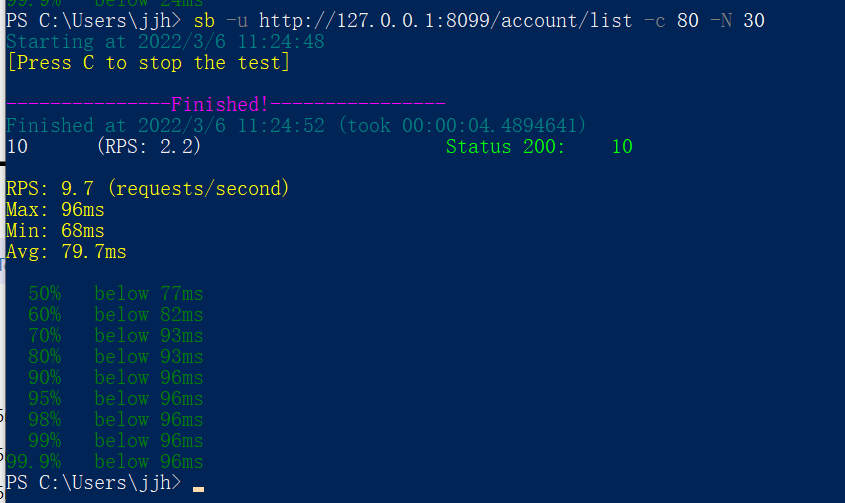 99.9%   below 24ms
PS C:\Users\jjh> sb -u http://127.0.0.1:8099/account/list -c 80 -N 30
Starting at 2022/3/6 11:24:48
[Press C to stop the test]
---------------Finished!----------------
Finished at 2022/3/6 11:24:52 (took 00:00:04.4894641)
10      (RPS: 2.2)                      Status 200:    10
RPS: 9.7 (requests/second)
Max: 96ms
Min: 68ms
Avg: 79.7ms
50%   below 77ms
60%   below 82ms
70%   below 93ms
80%   below 93ms
90%   below 96ms
95%   below 96ms
98%   below 96ms
99%   below 96ms
99.9%   below 96ms
PS C:\Users\jjh>